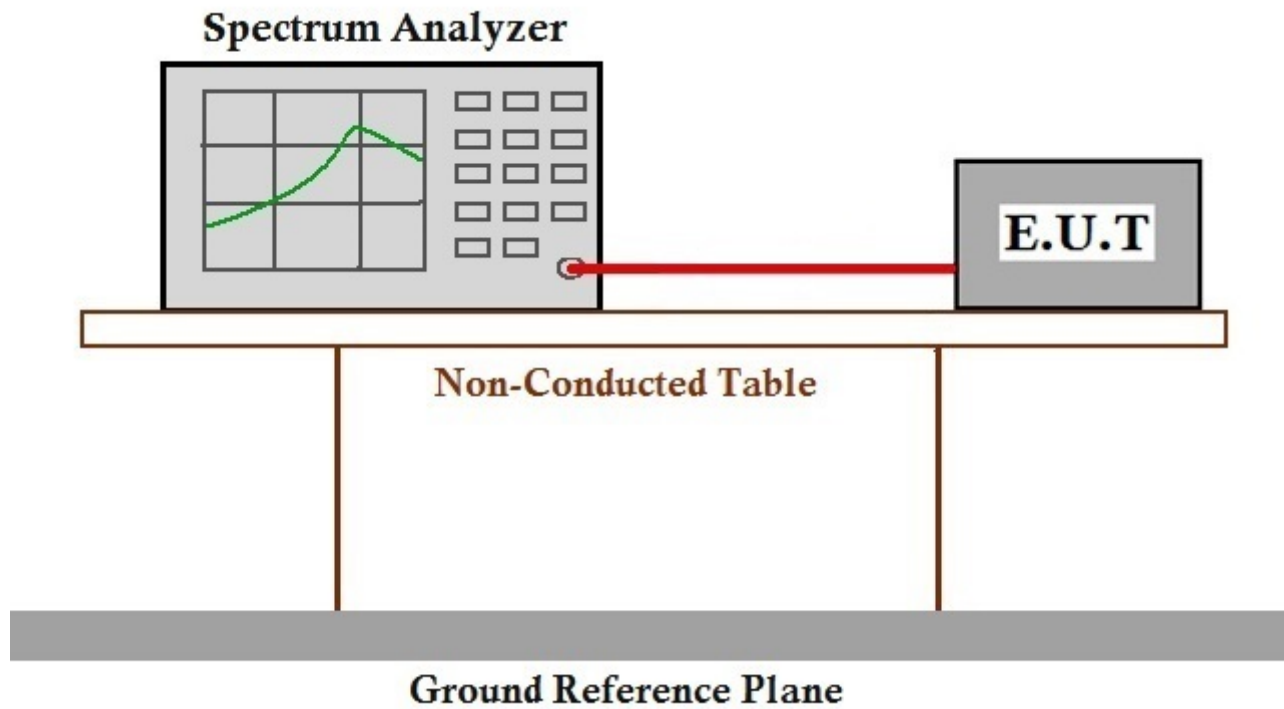 Spectrum Analyzer
E.U.T
Non-Conducted Table
Ground Reference Plane